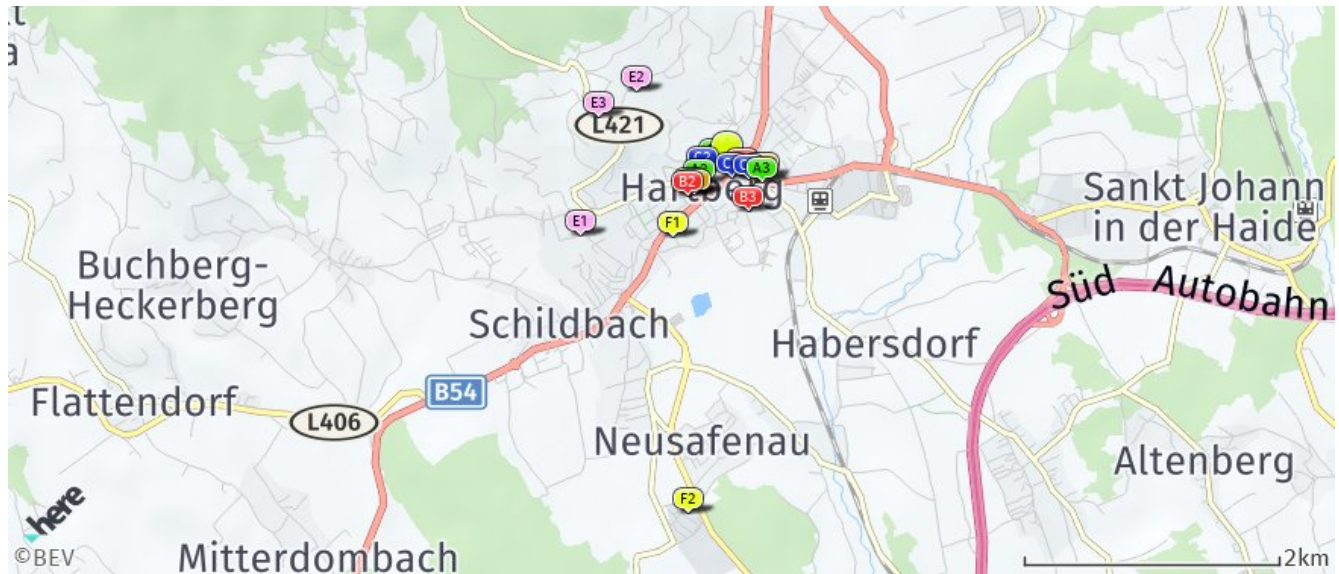 E2
E3
L421
A3
B2
Hartberg
B3
E1
F1
Sankt Johann
in der Haide
Buchberg-
Heckerberg
Süd Autobahn
Schildbach
Habersdorf
B54
Flattendorf
L406
Neusafenau
Altenberg
F2
here
©BEV
Mitterdombach
2km